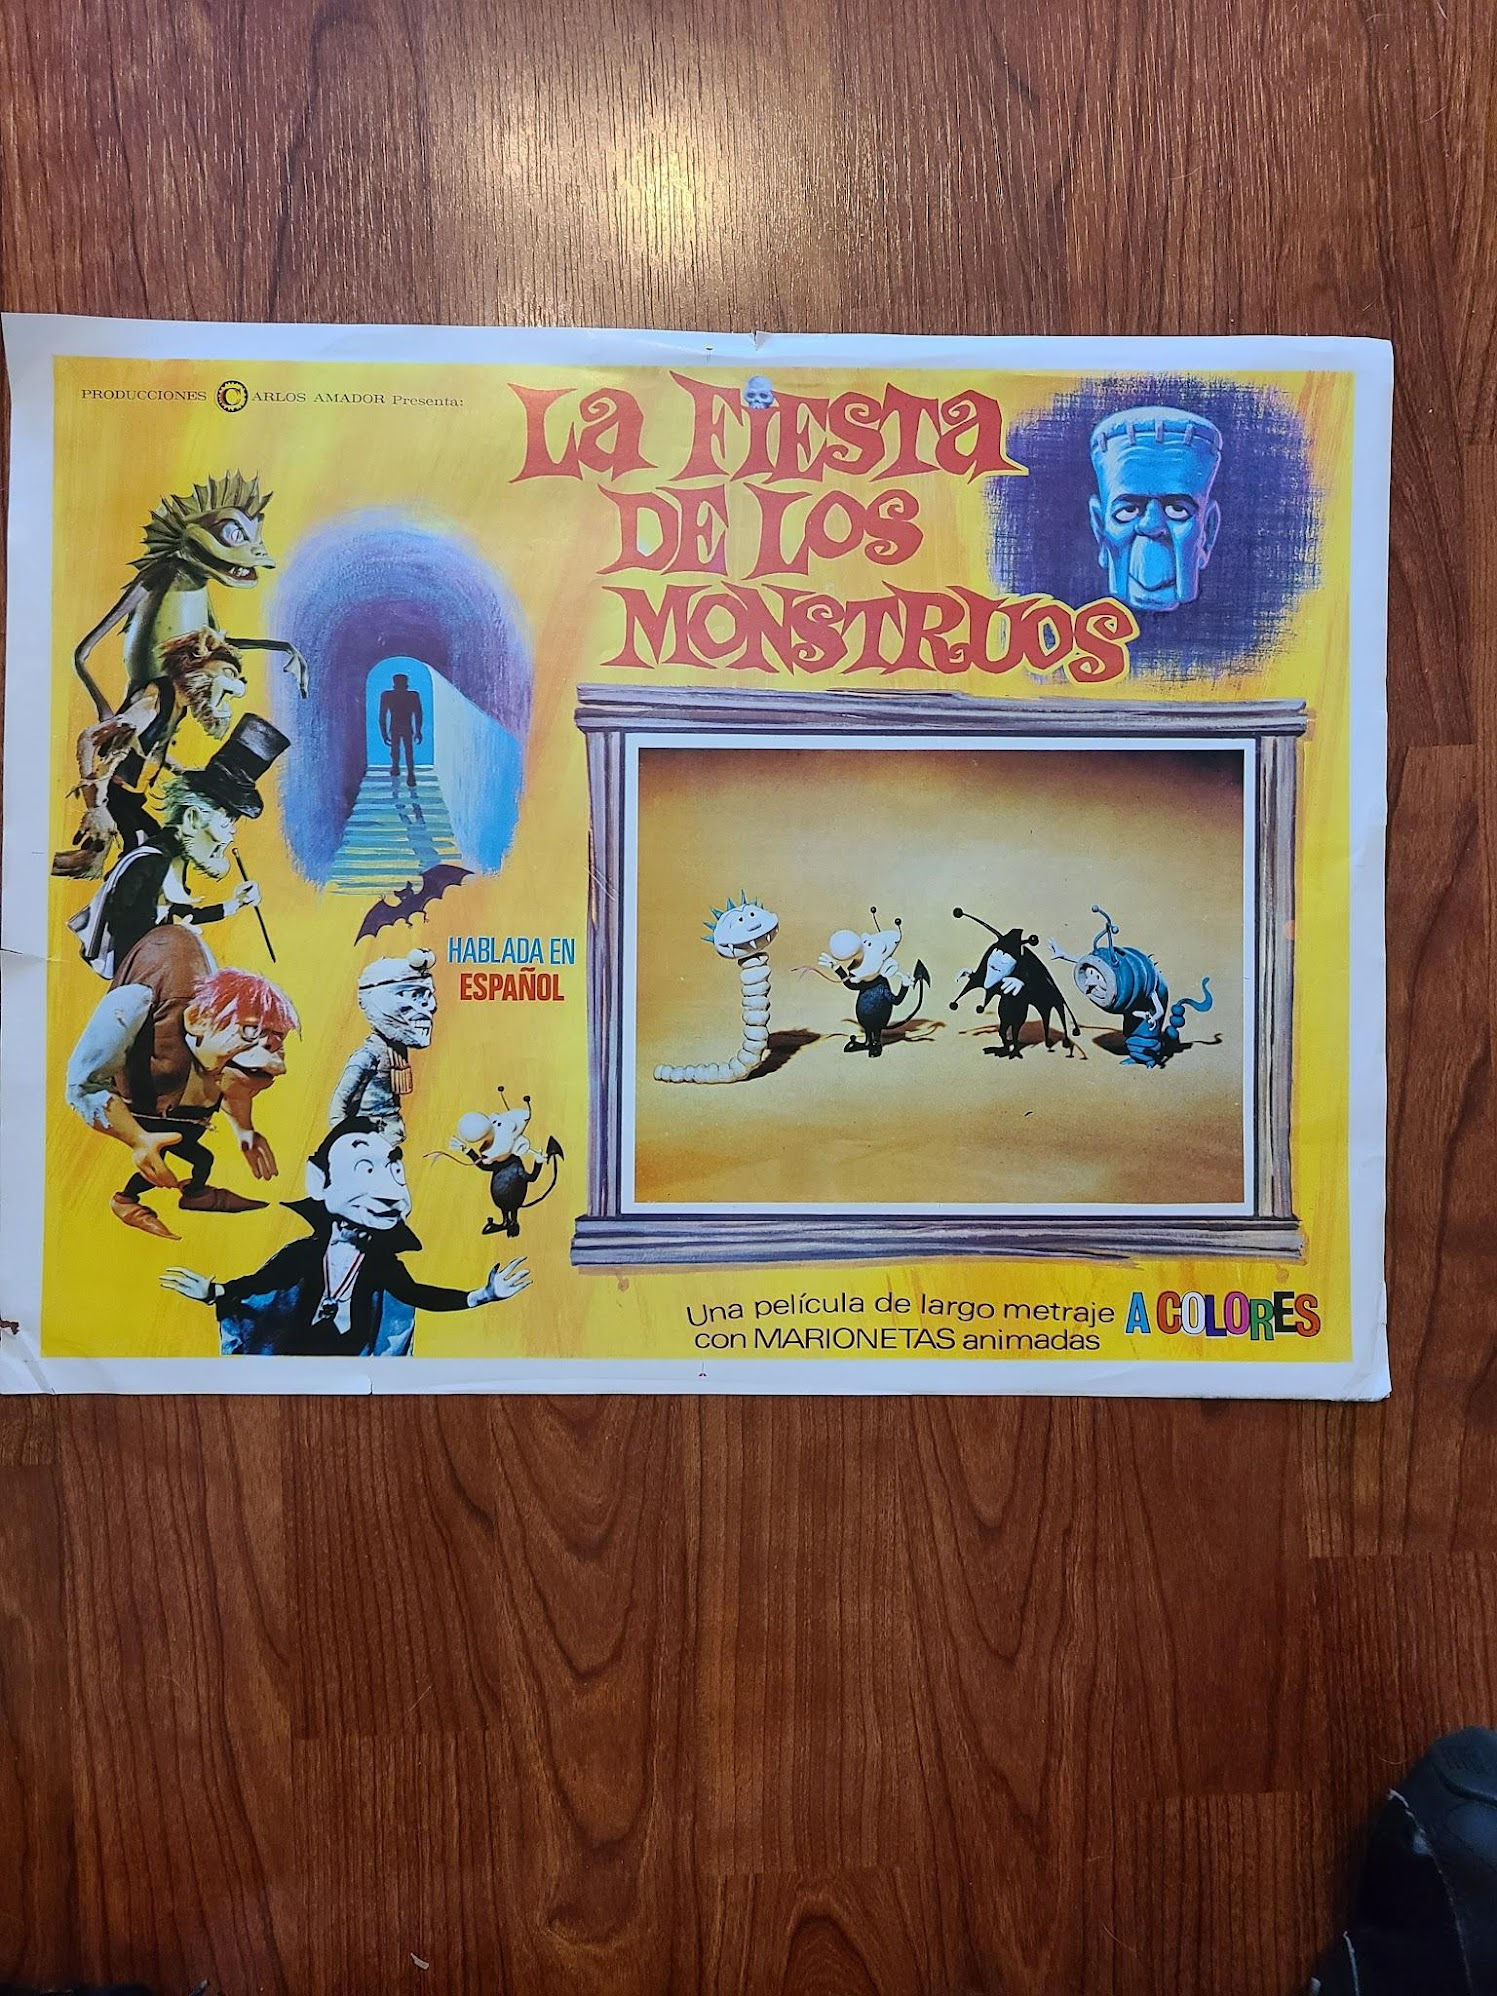 PRODUCCIONES CARLOS AMADOR Presenta:
LA FIESTA
DE LOS
MONSTRUOS
HABLADA EN
ESPAÑOL
Una película de largo metraje A COLORES
con MARIONETAS animadas